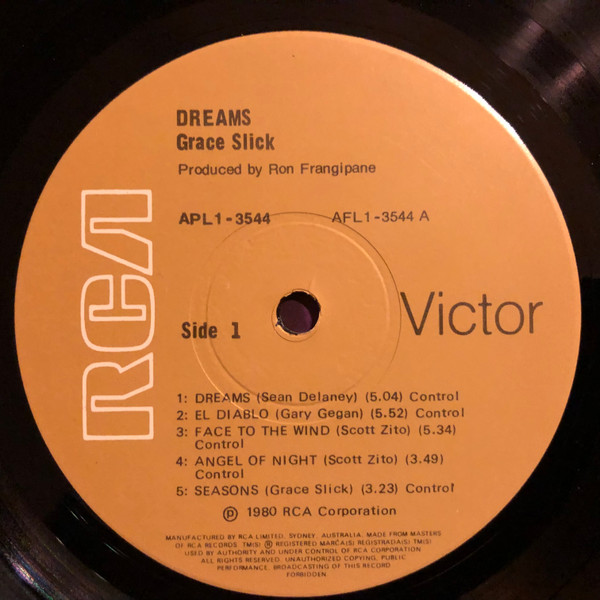 DREAMS
Grace Slick
Produced by Ron Frangipane
APL1-3544 AFL1-3544 A
RCA
Side 1
Victor
1: DREAMS (Sean Delaney) (5.04) Control
2: EL DIABLO (Gary Gegan) (5.52) Control
3: FACE TO THE WIND (Scott Zito) (5.34)
Control
4: ANGEL OF NIGHT (Scott Zito) (3.49)
Control
5: SEASONS (Grace Slick) (3.23) Control
Ⓟ 1980 RCA Corporation
MANUFACTURED BY RCA LIMITED, SYDNEY, AUSTRALIA. MADE FROM MASTERS
OF RCA RECORDS. TM(S) ® REGISTERED MARCA(S) REGISTRADA(S) TM(S)
USED BY AUTHORITY AND UNDER CONTROL OF RCA CORPORATION
ALL RIGHTS RESERVED. UNAUTHORIZED COPYING, PUBLIC
PERFORMANCE, BROADCASTING OF THIS RECORD
FORBIDDEN.